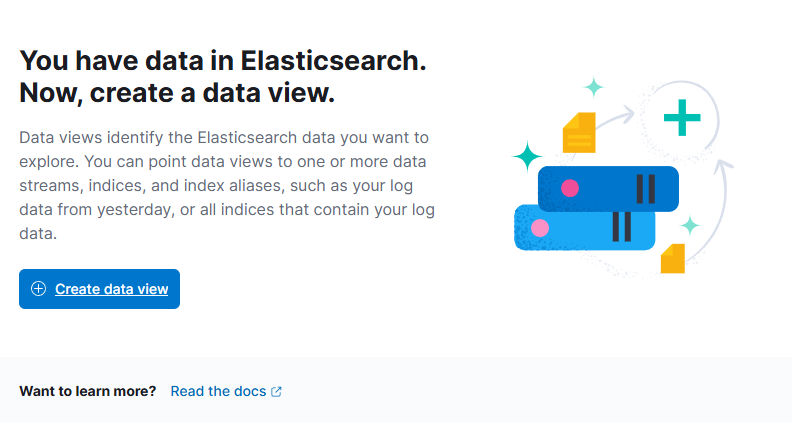 You have data in Elasticsearch.
Now, create a data view.
Data views identify the Elasticsearch data you want to
explore. You can point data views to one or more data
streams, indices, and index aliases, such as your log
data from yesterday, or all indices that contain your log
data.
Create data view
Want to learn more? Read the docs